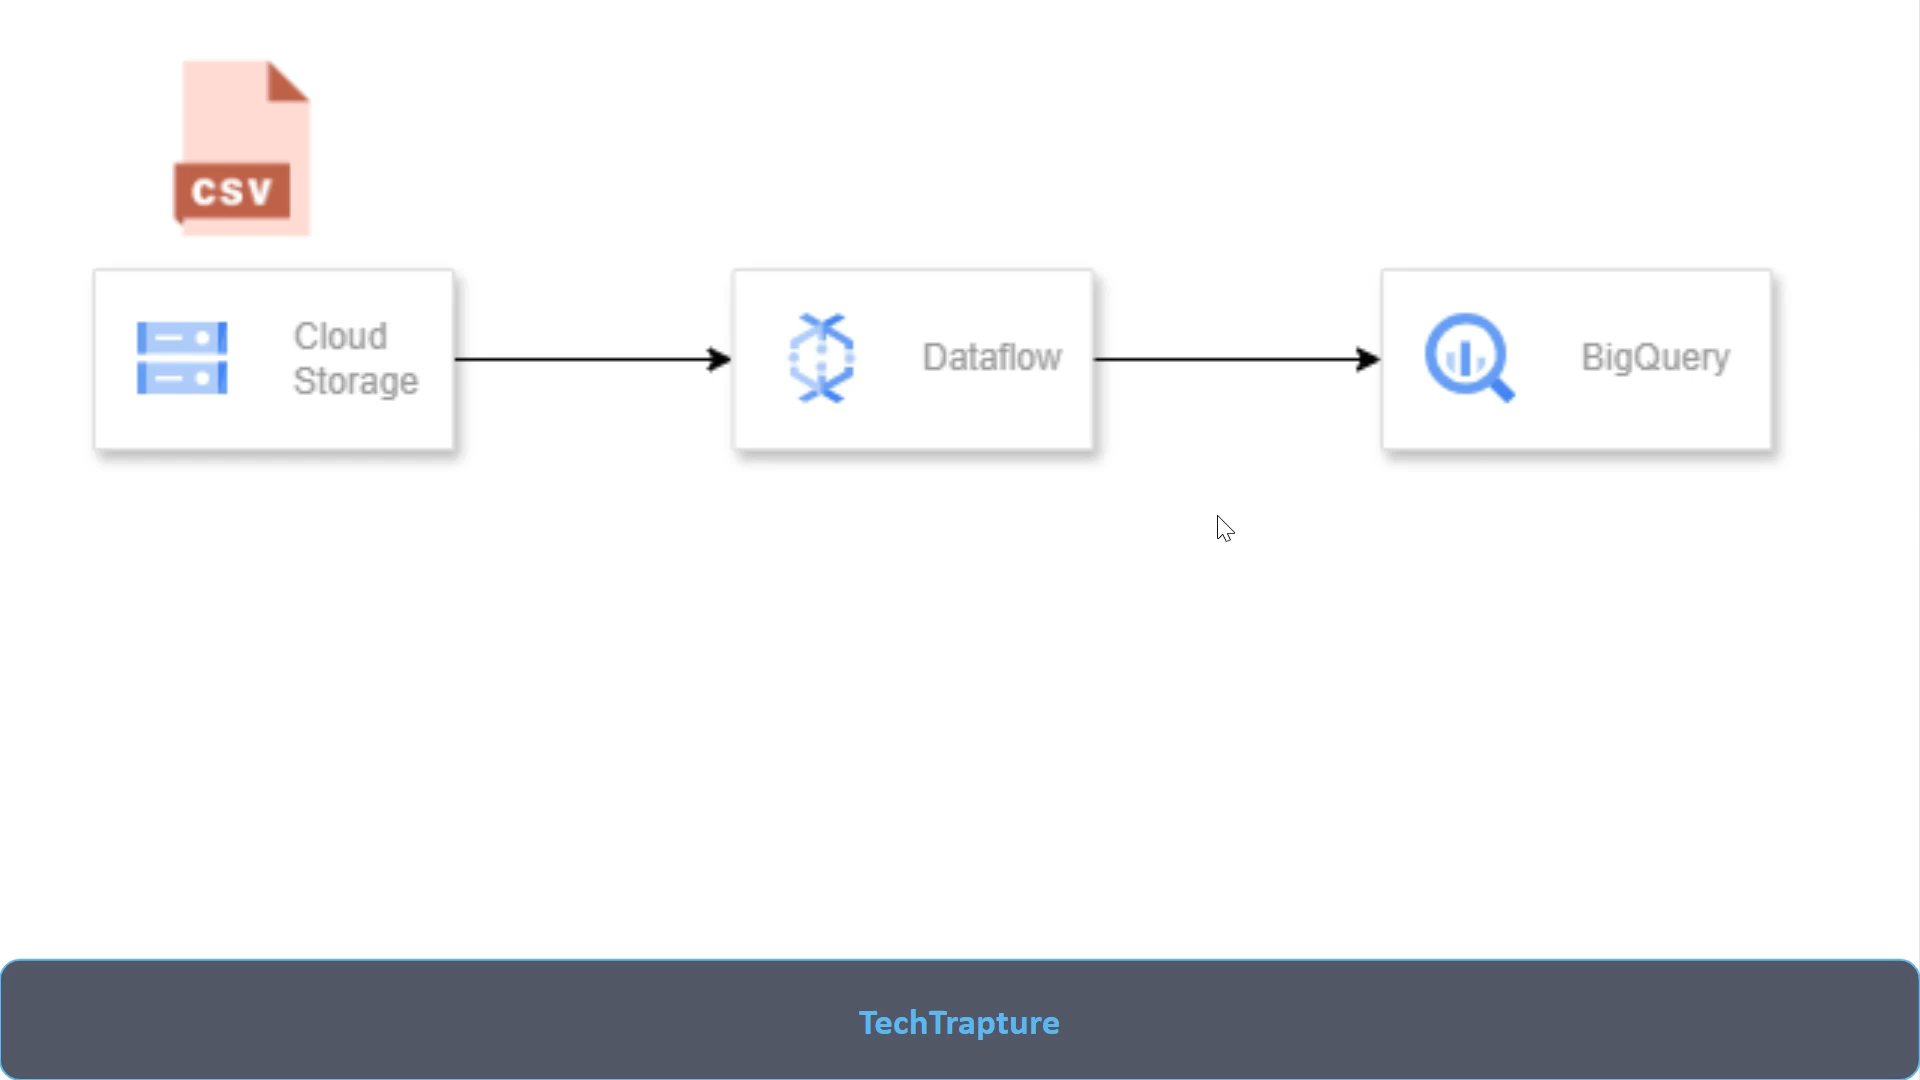 CSV
Cloud
Storage
Dataflow
BigQuery
TechTrapture